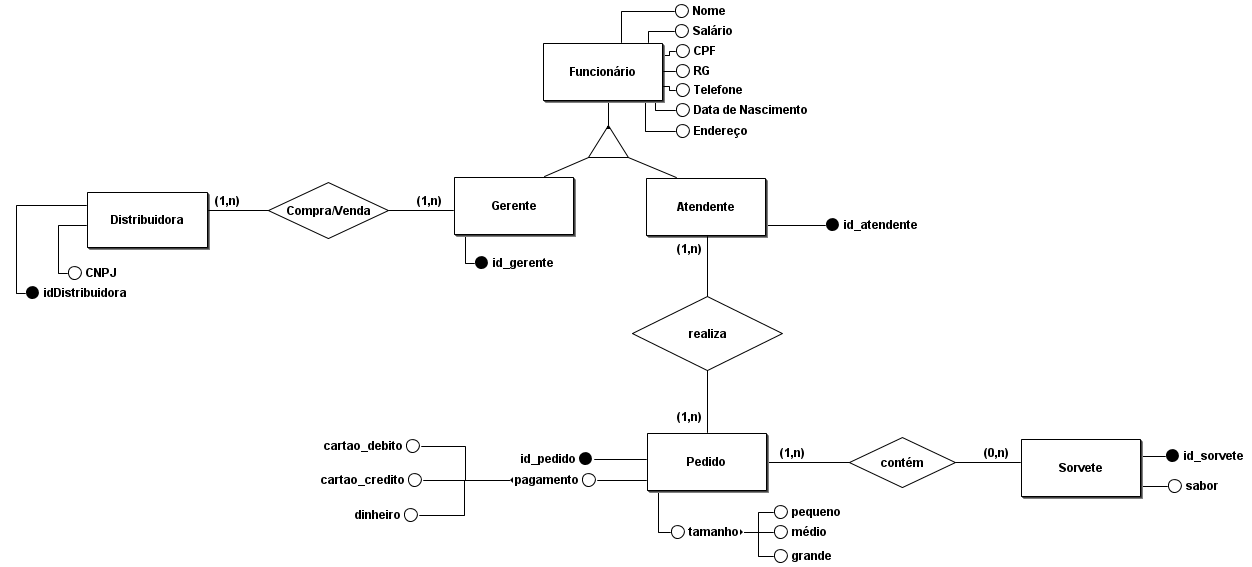 Nome
Salário
CPF
Funcionário
RG
Telefone
Data de Nascimento
Endereço
Distribuidora
(1,n)
Compra/Venda
(1,n)
Gerente
Atendente
id_atendente
(1,n)
id_gerente
CNPJ
idDistribuidora
realiza
(1,n)
cartao_debito
id_pedido
Pedido
(1,n)
contém
(0,n)
Sorvete
id_sorvete
cartao_credito
pagamento
sabor
dinheiro
pequeno
tamanho
médio
grande